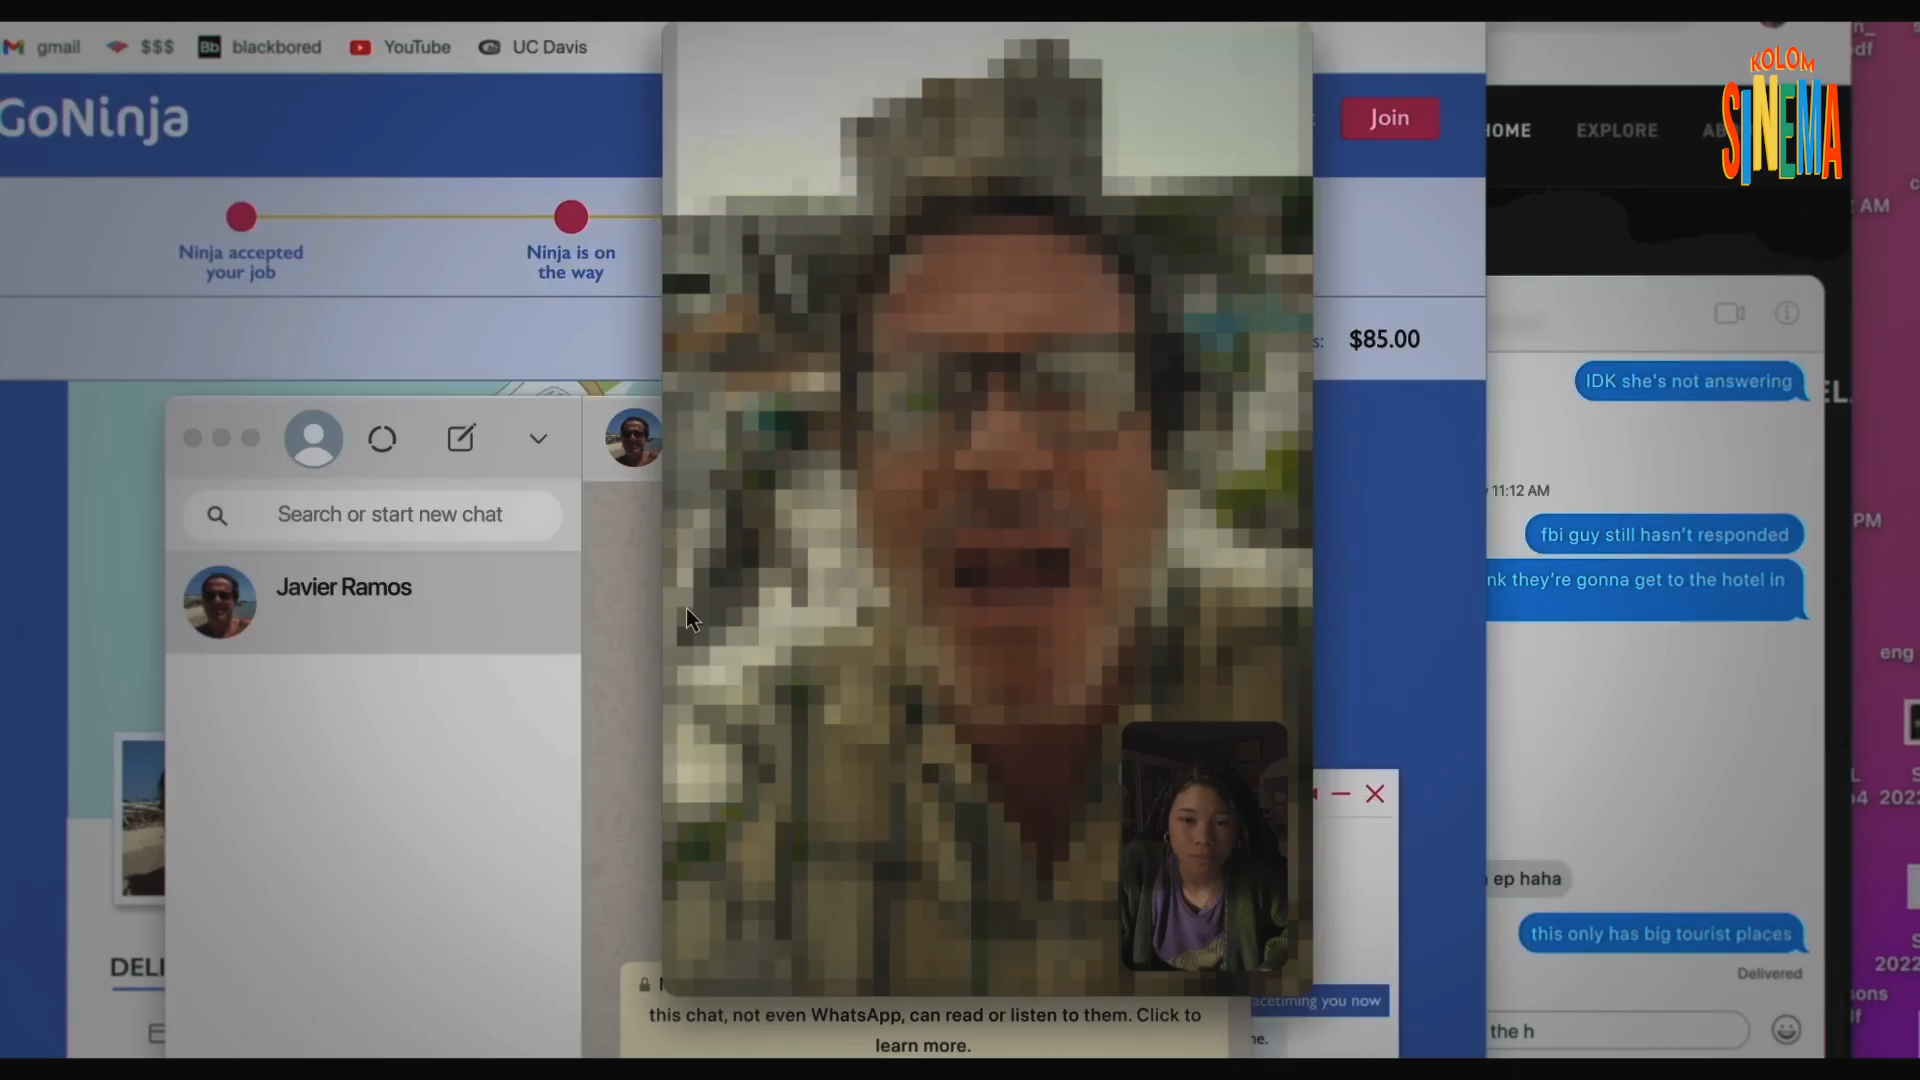 gmail
$$$
Bb
blackbored
YouTube
UC Davis
KOLOM
SINEMA
GoNinja
Join
HOME
EXPLORE
Ninja accepted
your job
Ninja is on
the way
$85.00
AM
IDK she's not answering
Search or start new chat
11:12 AM
fbi guy still hasn't responded
PM
Javier Ramos
they're gonna get to the hotel in
eng
2022
ep haha
this only has big tourist places
Delivered
2022
this chat, not even WhatsApp, can read or listen to them. Click to
learn more.
you now
the h